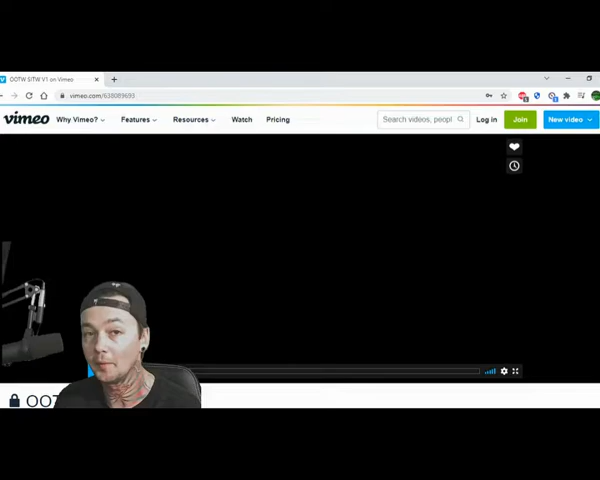 OOTW SITW V1 on Vimeo
vimeo.com/638089693
vimeo Why Vimeo? Features Resources Watch Pricing Search videos, peopl Log in Join New video
OOT